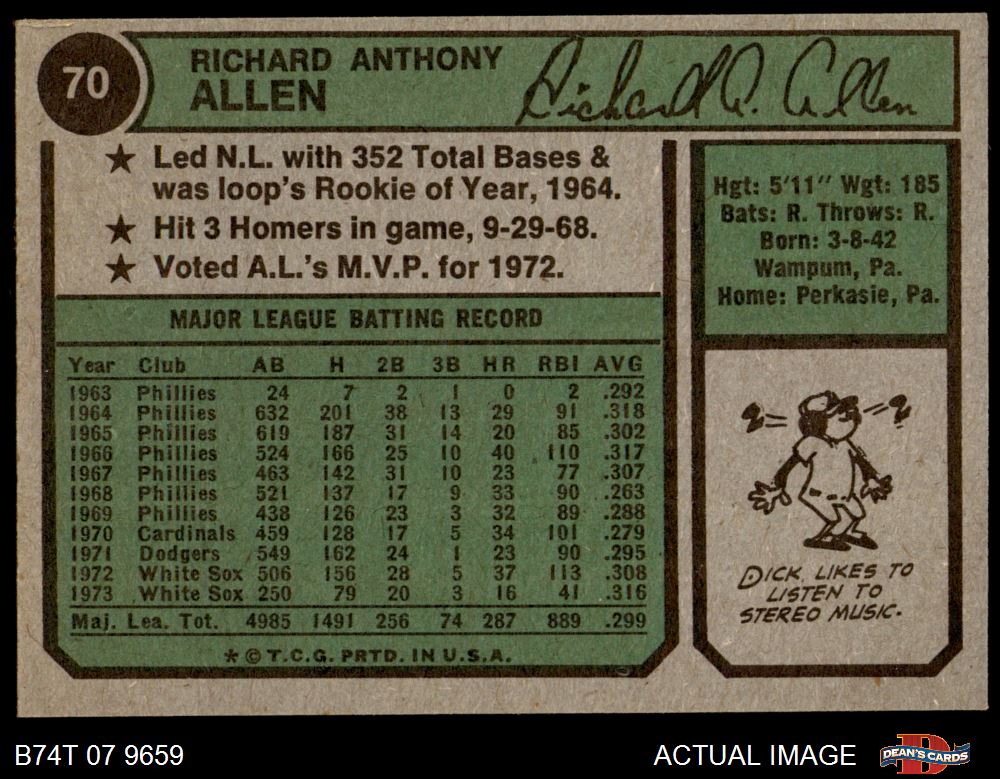 70
RICHARD ANTHONY
ALLEN
Richard A. Allen
★ Led N.L. with 352 Total Bases &
was loop's Rookie of Year, 1964.
★ Hit 3 Homers in game, 9-29-68.
★ Voted A.L.'s M.V.P. for 1972.
Hgt: 5'11" Wgt: 185
Bats: R. Throws: R.
Born: 3-8-42
Wampum, Pa.
Home: Perkasie, Pa.
MAJOR LEAGUE BATTING RECORD
Year Club AB H 2B 3B HR RBI AVG
1963 Phillies 24 7 2 1 0 2 .292
1964 Phillies 632 201 38 13 29 91 .318
1965 Phillies 619 187 31 14 20 85 .302
1966 Phillies 524 166 25 10 40 110 .317
1967 Phillies 463 142 31 10 23 77 .307
1968 Phillies 521 137 17 9 33 90 .263
1969 Phillies 438 126 23 3 32 89 .288
1970 Cardinals 459 128 17 5 34 101 .279
1971 Dodgers 549 162 24 1 23 90 .295
1972 White Sox 506 156 28 5 37 113 .308
1973 White Sox 250 79 20 3 16 41 .316
Maj. Lea. Tot. 4985 1491 256 74 287 889 .299
* © T.C.G. PRTD. IN U.S.A.
DICK LIKES TO
LISTEN TO
STEREO MUSIC.
B74T 07 9659
ACTUAL IMAGE
DEAN'S CARDS